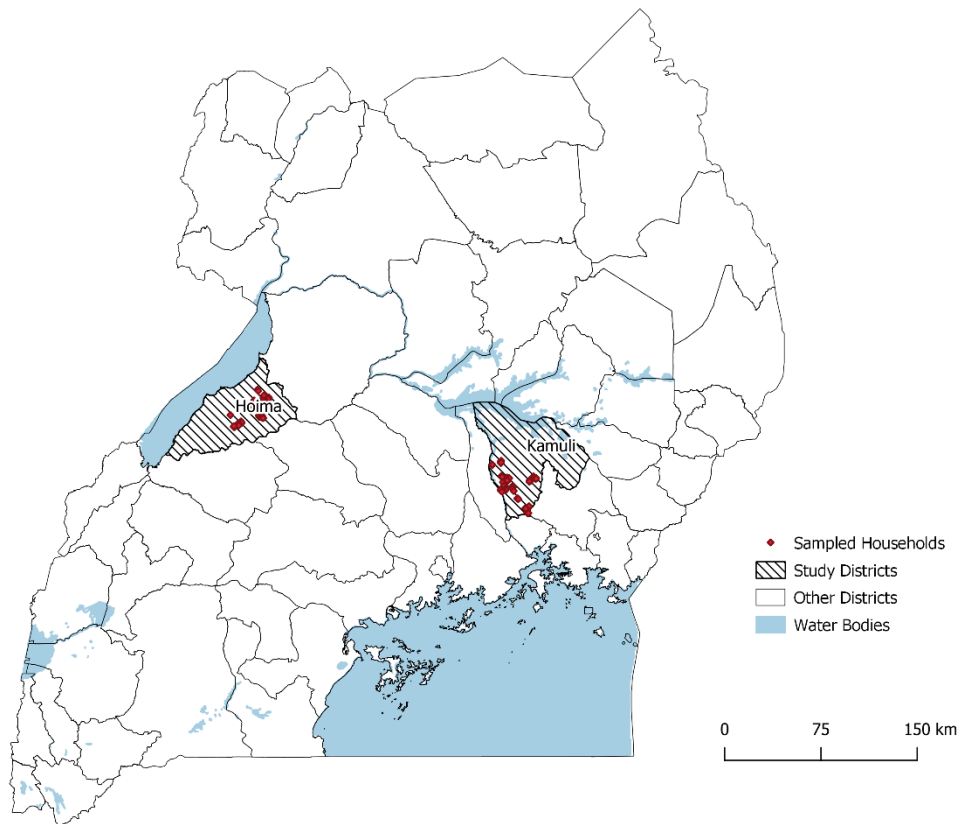 Hoima
Kamuli
Sampled Households
Study Districts
Other Districts
Water Bodies
0 75 150 km